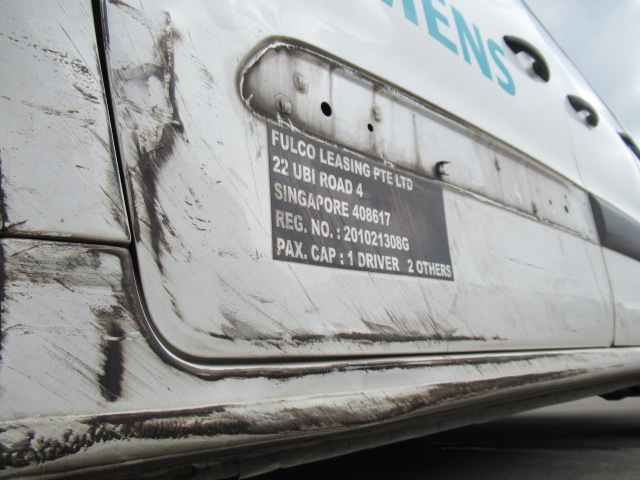 MENS
FULCO LEASING PTE LTD
22 UBI ROAD 4
SINGAPORE 408617
REG. NO. : 201021308G
PAX. CAP : 1 DRIVER 2 OTHERS